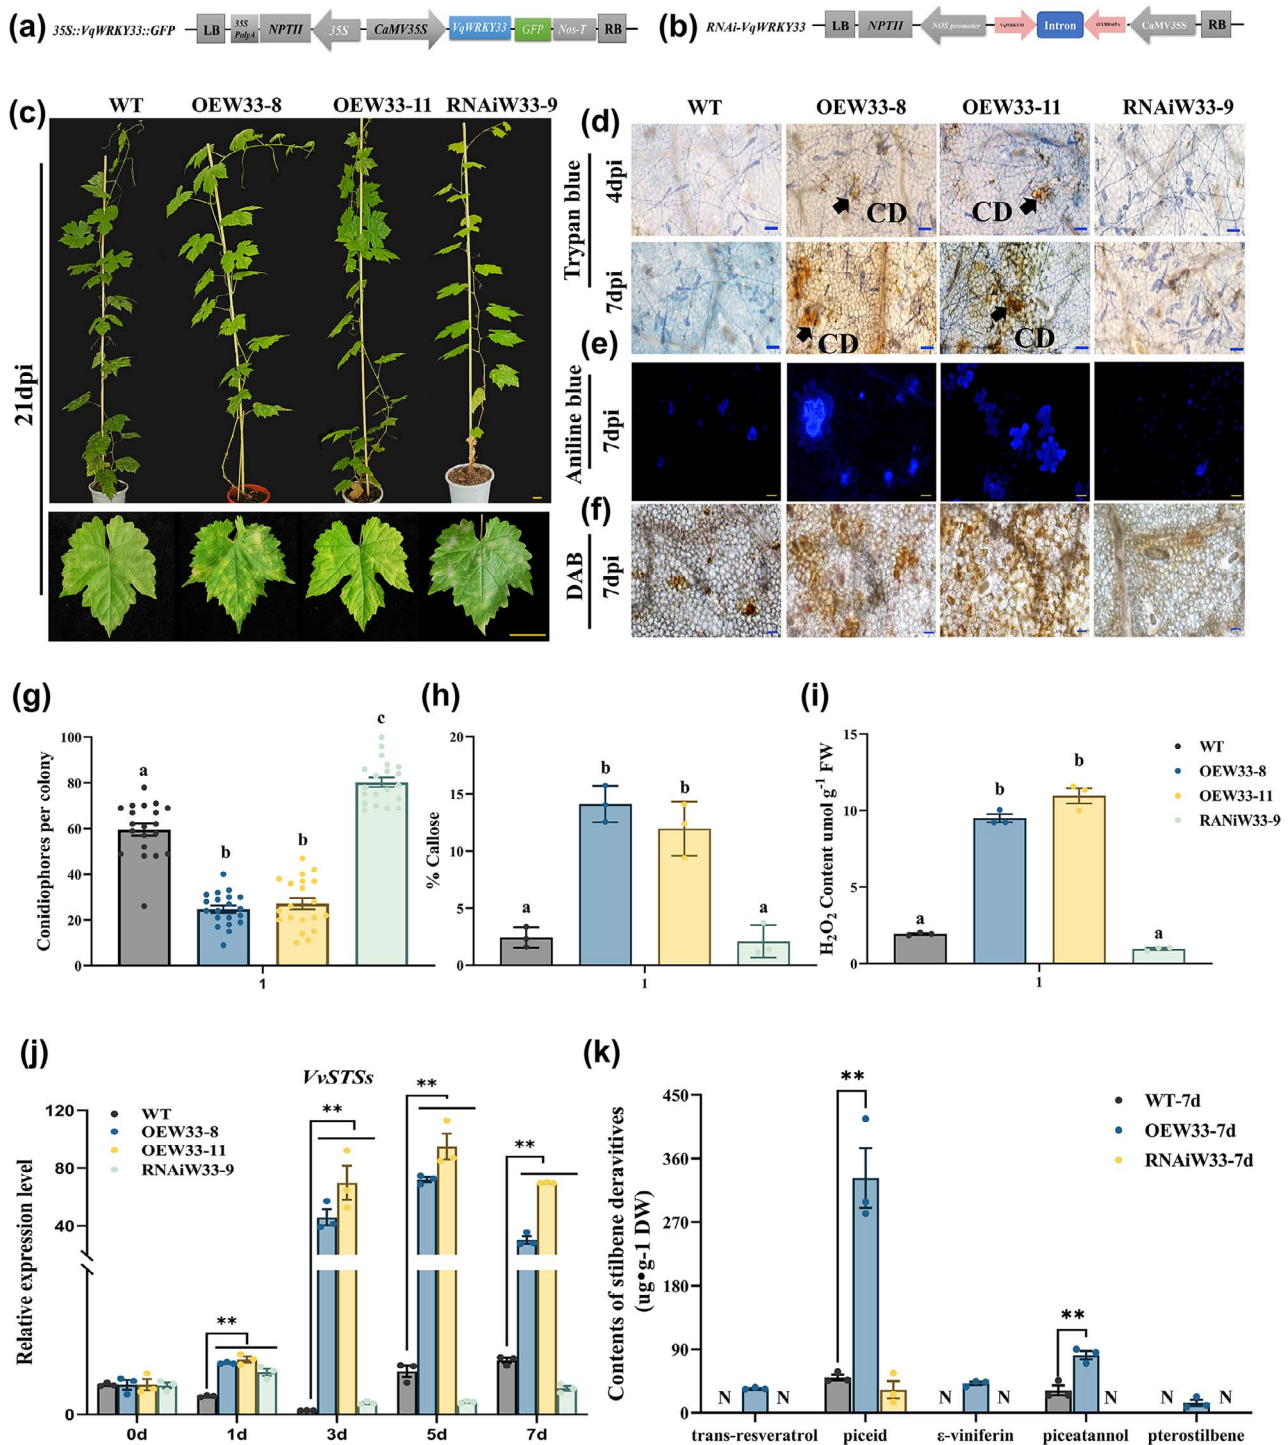 (a) 35S::VqWRKY33::GFP LB 35S PolyA NPTII 35S CaMV35S VqWRKY33 GFP Nos-T RB
(b) RNAi-VqWRKY33 LB NPTII NOS promoter VqWRKY33 Intron CaMV35S RB
(c) WT OEW33-8 OEW33-11 RNAiW33-9
21dpi
(d) WT OEW33-8 OEW33-11 RNAiW33-9
Trypan blue
4dpi
CD CD
7dpi
CD CD
(e)
Aniline blue
7dpi
(f)
DAB
7dpi
(g)
Conidiophores per colony
100
80
60
40
20
0
a b b c
1
(h)
% Callose
20
15
10
5
0
a b b a
1
(i)
H₂O₂ Content umol g⁻¹ FW
15
10
5
0
a b b a
1
WT
OEW33-8
OEW33-11
RANiW33-9
(j)
VvSTSs
WT
OEW33-8
OEW33-11
RNAiW33-9
Relative expression level
120
80
40
0
** ** ** **
0d 1d 3d 5d 7d
(k)
WT-7d
OEW33-7d
RNAiW33-7d
Contents of stilbene deravitives
(ug•g-1 DW)
450
360
270
180
90
0
** **
N N N N N N N
trans-resveratrol piceid ε-viniferin piceatannol pterostilbene